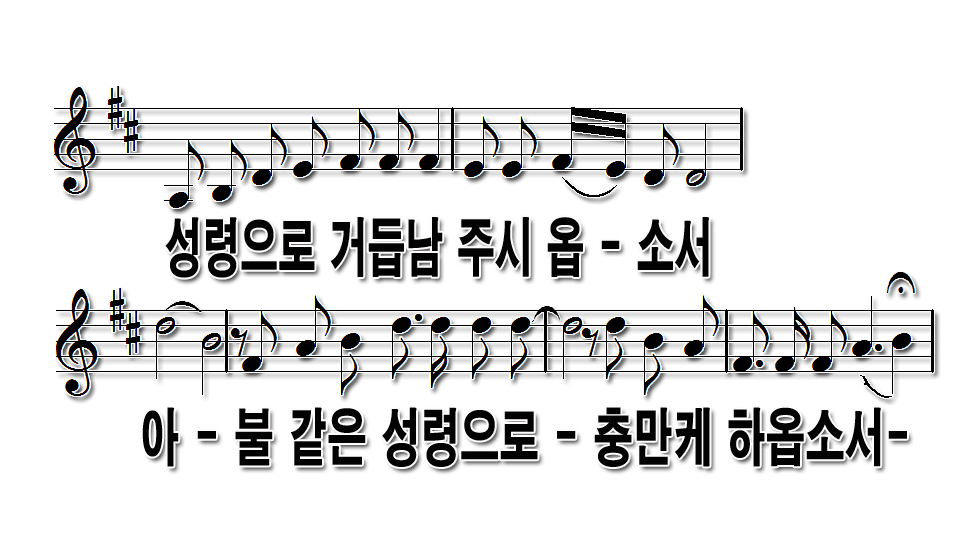 성령으로 거듭남 주시 옵 - 소서
아 - 불 같은 성령으로 - 충만케 하옵소서-